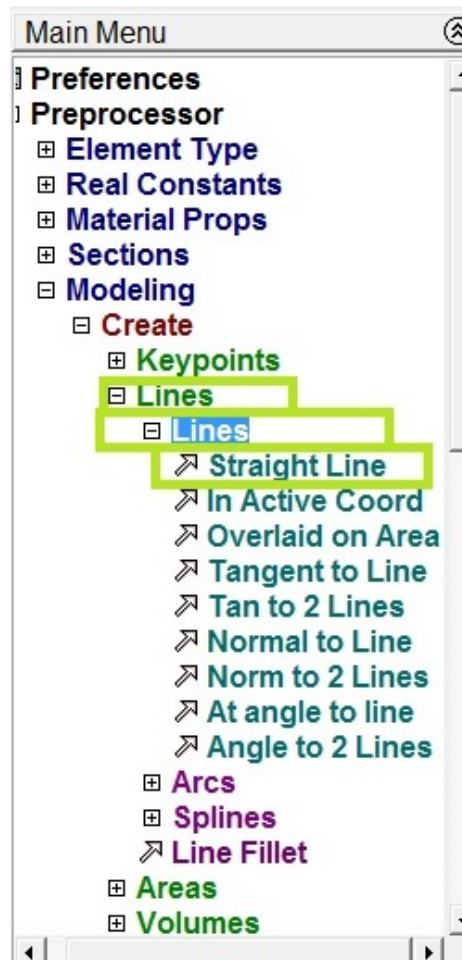 Main Menu
Preferences
Preprocessor
Element Type
Real Constants
Material Props
Sections
Modeling
Create
Keypoints
Lines
Lines
Straight Line
In Active Coord
Overlaid on Area
Tangent to Line
Tan to 2 Lines
Normal to Line
Norm to 2 Lines
At angle to line
Angle to 2 Lines
Arcs
Splines
Line Fillet
Areas
Volumes